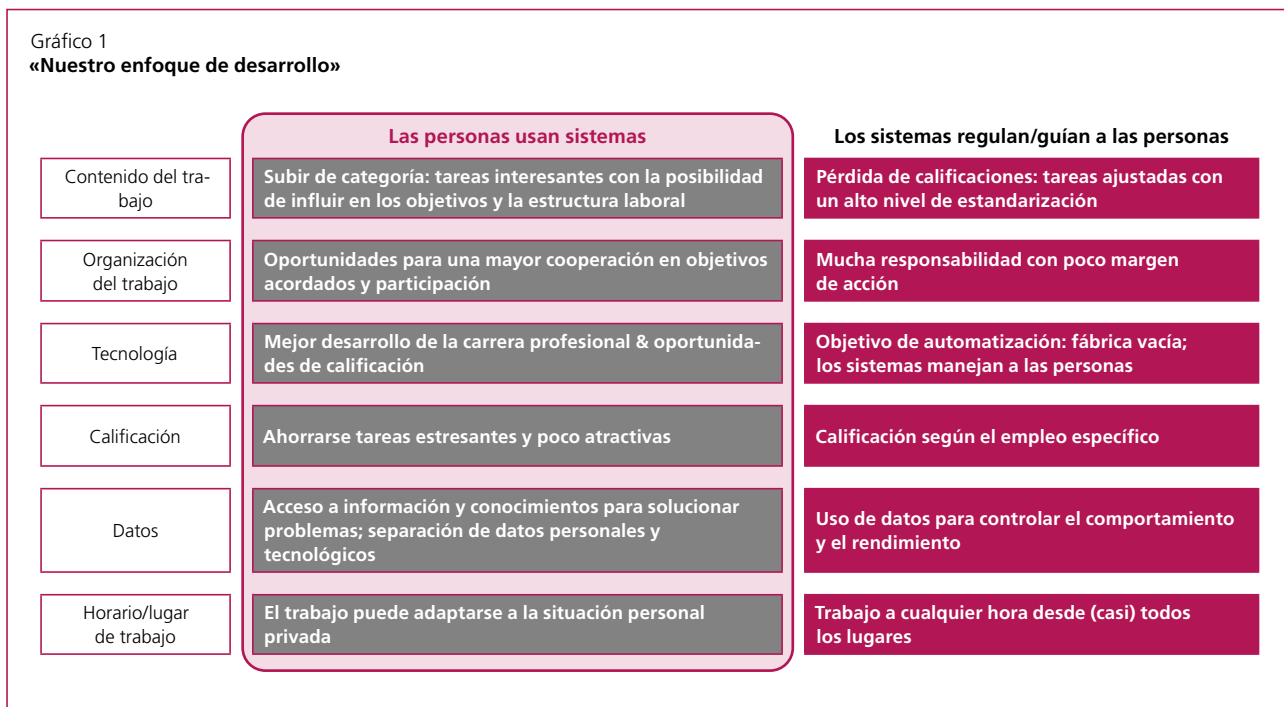 Gráfico 1
«Nuestro enfoque de desarrollo»
Las personas usan sistemas
Los sistemas regulan/guían a las personas
Contenido del tra-
bajo
Subir de categoría: tareas interesantes con la posibilidad
de influir en los objetivos y la estructura laboral
Pérdida de calificaciones: tareas ajustadas con
un alto nivel de estandarización
Organización
del trabajo
Oportunidades para una mayor cooperación en objetivos
acordados y participación
Mucha responsabilidad con poco margen
de acción
Tecnología
Mejor desarrollo de la carrera profesional & oportunida-
des de calificación
Objetivo de automatización: fábrica vacía;
los sistemas manejan a las personas
Calificación
Ahorrarse tareas estresantes y poco atractivas
Calificación según el empleo específico
Datos
Acceso a información y conocimientos para solucionar
problemas; separación de datos personales y
tecnológicos
Uso de datos para controlar el comportamiento
y el rendimiento
Horario/lugar
de trabajo
El trabajo puede adaptarse a la situación personal
privada
Trabajo a cualquier hora desde (casi) todos
los lugares